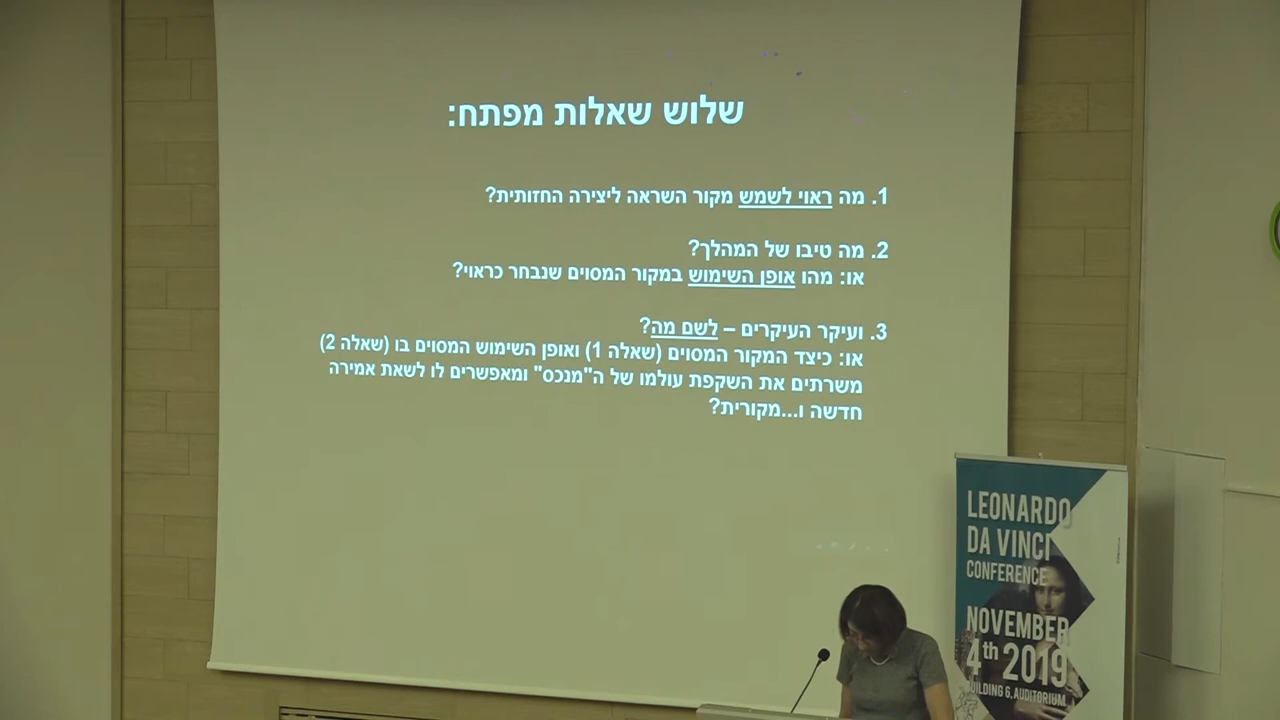 שלוש שאלות מפתח:
1. מה ראוי לשמש מקור השראה ליצירה החזותית?
2. מה טיבו של המהלך?
או: מהו אופן השימוש במקור המסוים שנבחר כראוי?
3. ועיקר העיקרים – לשם מה?
או: כיצד המקור המסוים (שאלה 1) ואופן השימוש המסוים בו (שאלה 2)
משרתים את השקפת עולמו של ה"מנכס" ומאפשרים לו לשאת אמירה
חדשה ו...מקורית?
LEONARDO
DA VINCI
CONFERENCE
NOVEMBER
4th 2019
BUILDING 6, AUDITORIUM